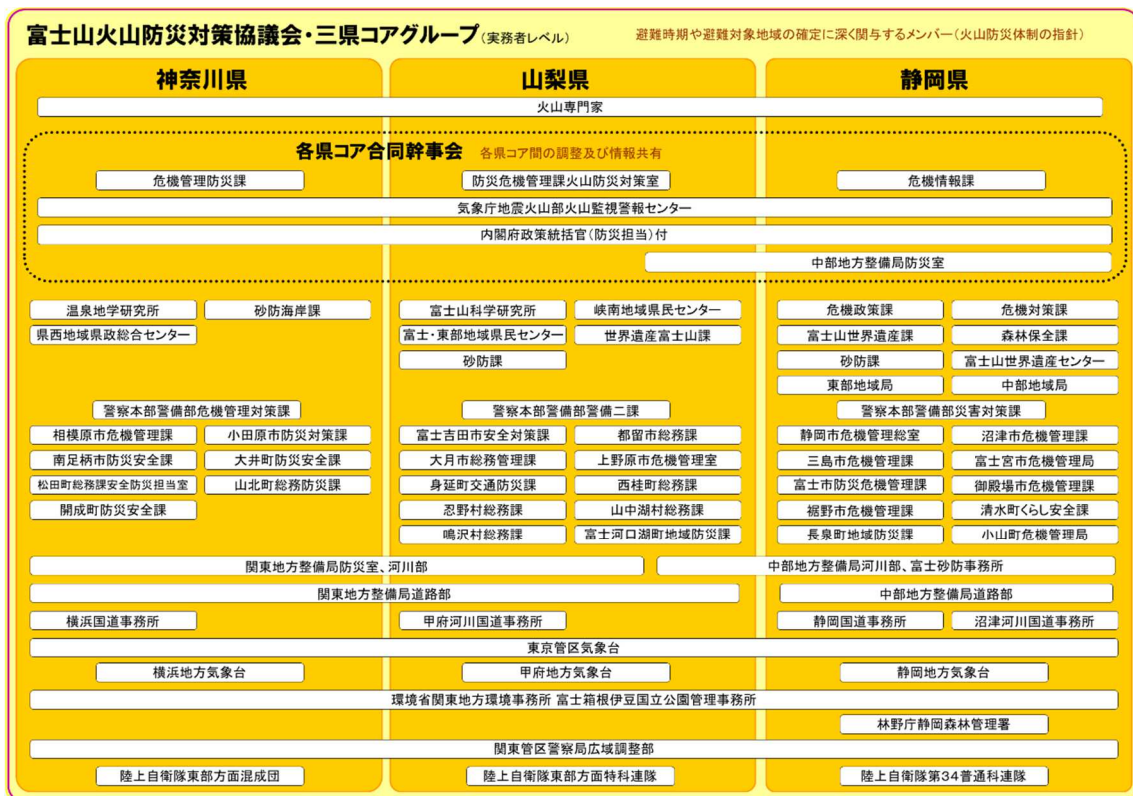 富士山火山防災対策協議会・三県コアグループ(実務者レベル) 避難時期や避難対象地域の確定に深く関与するメンバー(火山防災体制の指針)
神奈川県 山梨県 静岡県
火山専門家
各県コア合同幹事会 各県コア間の調整及び情報共有
危機管理防災課 防災危機管理課火山防災対策室 危機情報課
気象庁地震火山部火山監視警報センター
内閣府政策統括官(防災担当)付
中部地方整備局防災室
温泉地学研究所 砂防海岸課 富士山科学研究所 峡南地域県民センター 危機政策課 危機対策課
県西地域県政総合センター 富士・東部地域県民センター 世界遺産富士山課 富士山世界遺産課 森林保全課
砂防課 砂防課 富士山世界遺産センター
東部地域局 中部地域局
警察本部警備部危機管理対策課 警察本部警備部警備二課 警察本部警備部災害対策課
相模原市危機管理課 小田原市防災対策課 富士吉田市安全対策課 都留市総務課 静岡市危機管理総室 沼津市危機管理課
南足柄市防災安全課 大井町防災安全課 大月市総務管理課 上野原市危機管理室 三島市危機管理課 富士宮市危機管理局
松田町総務課安全防災担当室 山北町総務防災課 身延町交通防災課 西桂町総務課 富士市防災危機管理課 御殿場市危機管理課
開成町防災安全課 忍野村総務課 山中湖村総務課 裾野市危機管理課 清水町くらし安全課
鳴沢村総務課 富士河口湖町地域防災課 長泉町地域防災課 小山町危機管理局
関東地方整備局防災室、河川部 中部地方整備局河川部、富士砂防事務所
関東地方整備局道路部 中部地方整備局道路部
横浜国道事務所 甲府河川国道事務所 静岡国道事務所 沼津河川国道事務所
東京管区気象台
横浜地方気象台 甲府地方気象台 静岡地方気象台
環境省関東地方環境事務所 富士箱根伊豆国立公園管理事務所
林野庁静岡森林管理署
関東管区警察局広域調整部
陸上自衛隊東部方面混成団 陸上自衛隊東部方面特科連隊 陸上自衛隊第34普通科連隊